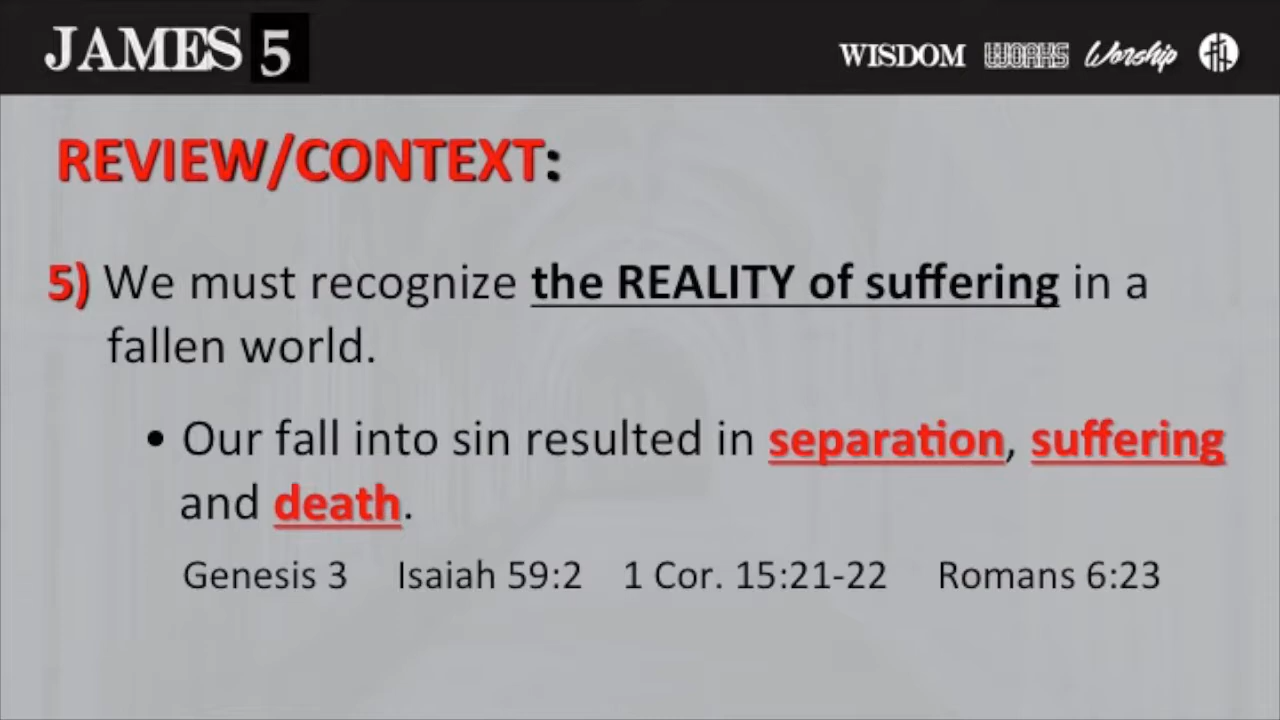 JAMES 5
WISDOM WORKS Worship
REVIEW/CONTEXT:
5) We must recognize the REALITY of suffering in a
fallen world.
• Our fall into sin resulted in separation, suffering
and death.
Genesis 3 Isaiah 59:2 1 Cor. 15:21-22 Romans 6:23